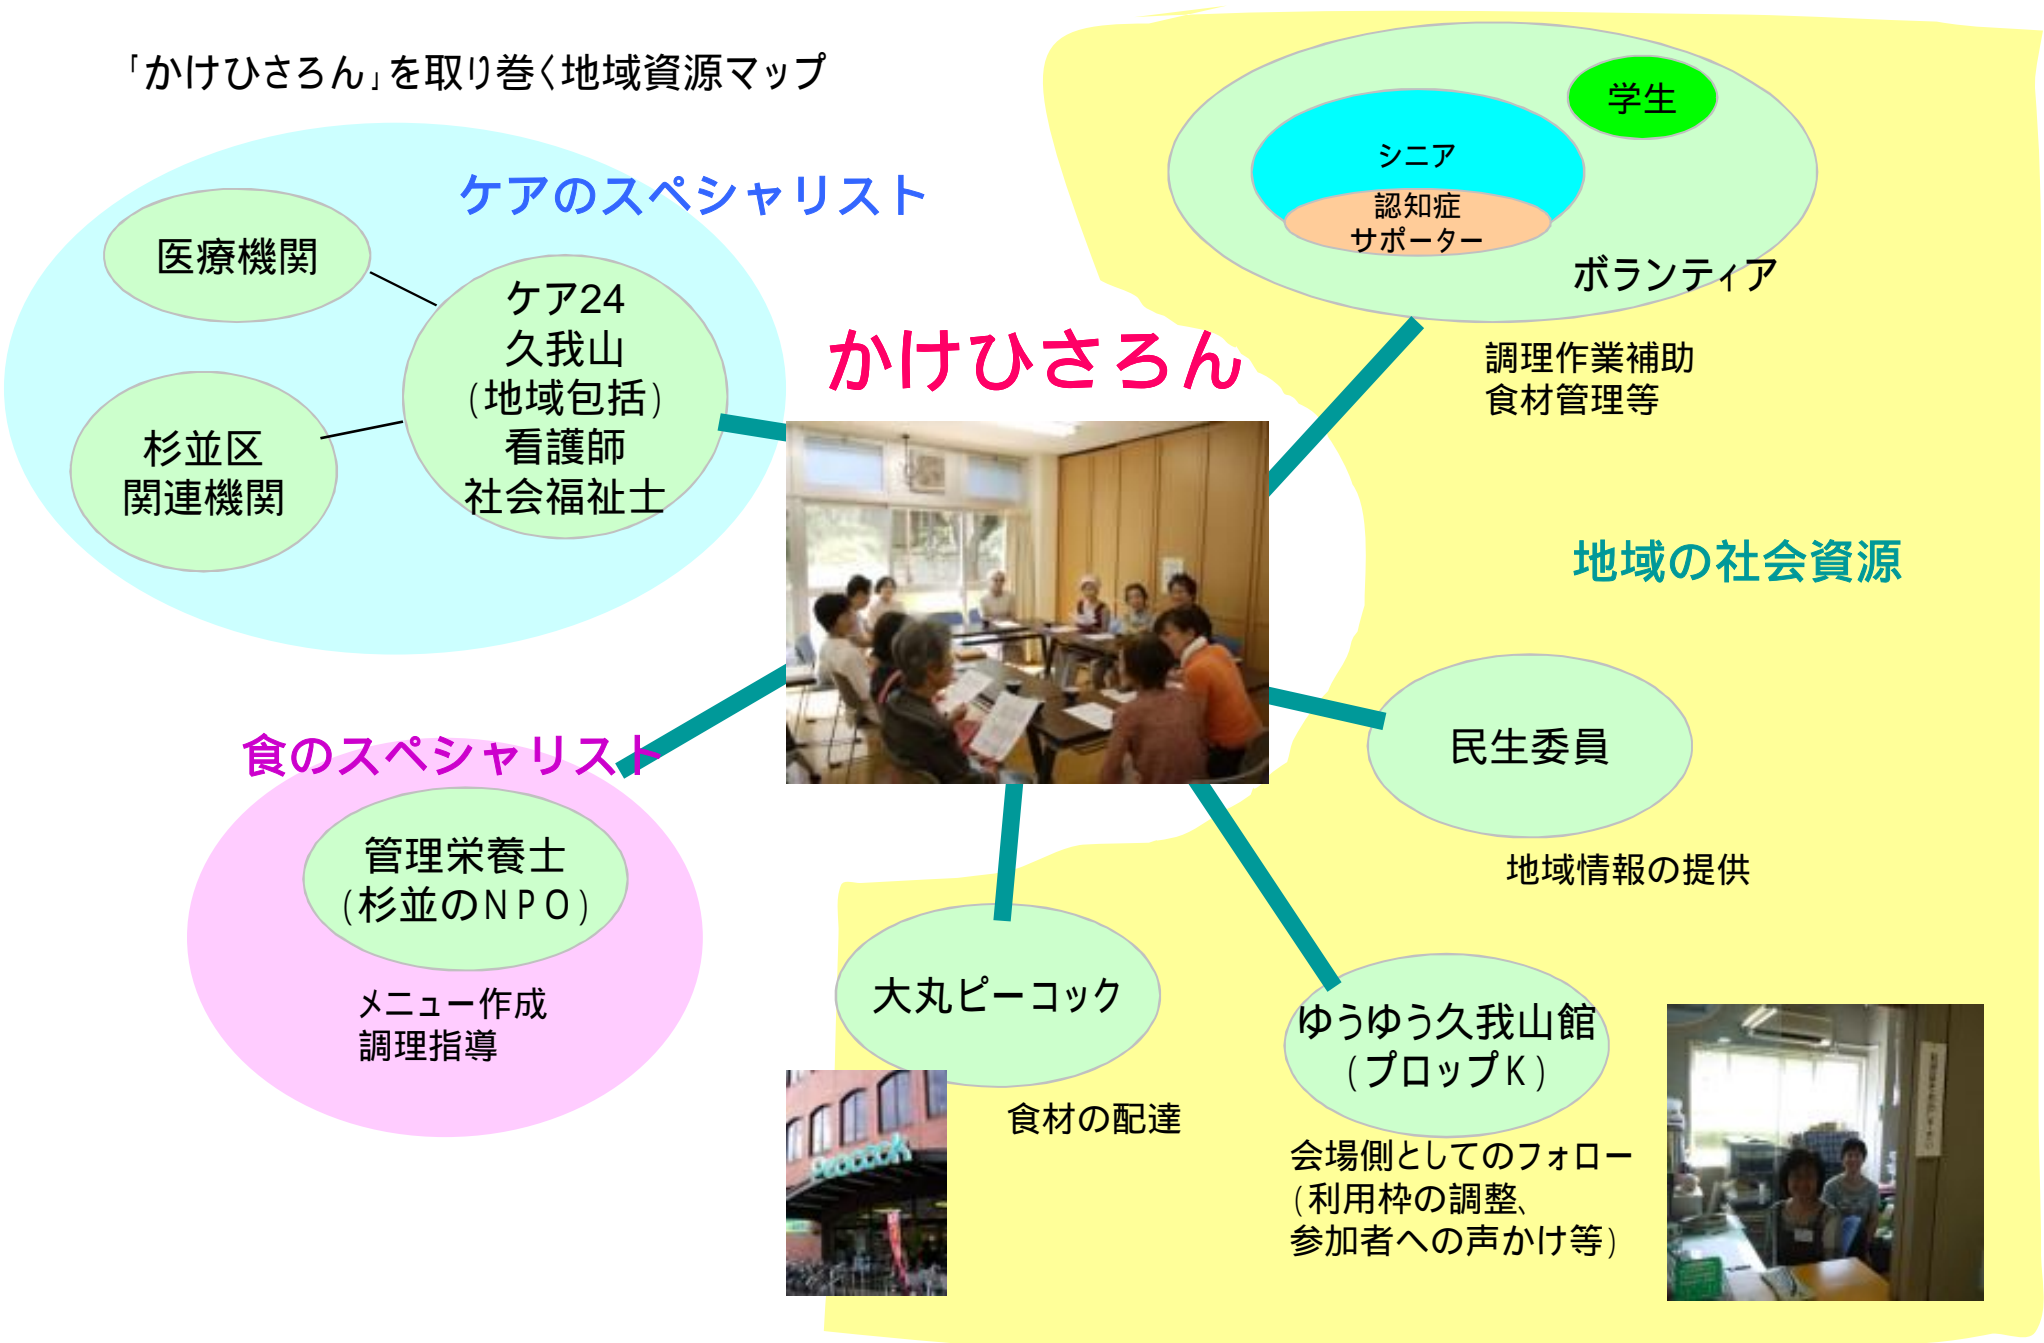 「かけひさろん」を取り巻く地域資源マップ
ケアのスペシャリスト
医療機関
ケア24
久我山
(地域包括)
看護師
社会福祉士
杉並区
関連機関
かけひさろん
学生
シニア
認知症
サポーター
ボランティア
調理作業補助
食材管理等
地域の社会資源
民生委員
地域情報の提供
食のスペシャリスト
管理栄養士
(杉並のNPO)
メニュー作成
調理指導
大丸ピーコック
食材の配達
ゆうゆう久我山館
(プロップK)
会場側としてのフォロー
(利用枠の調整、
参加者への声かけ等)